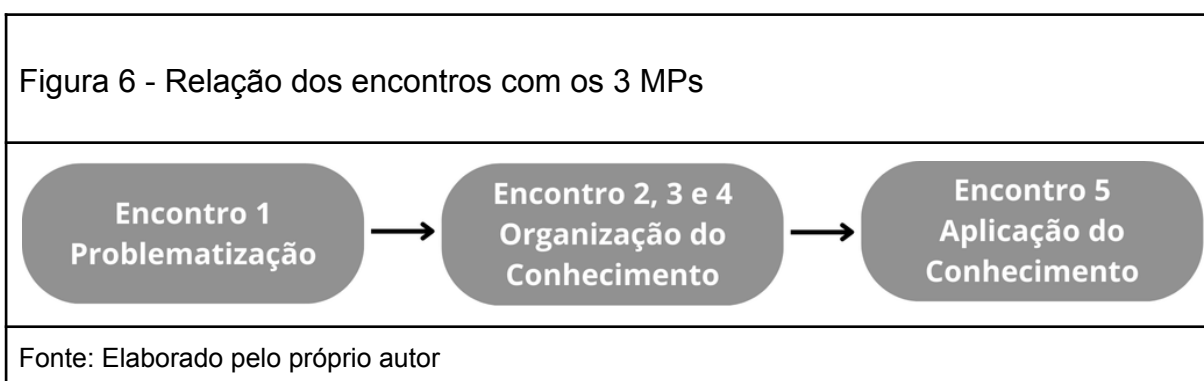 Figura 6 - Relação dos encontros com os 3 MPs
Encontro 1
Problematização
Encontro 2, 3 e 4
Organização do
Conhecimento
Encontro 5
Aplicação do
Conhecimento
Fonte: Elaborado pelo próprio autor